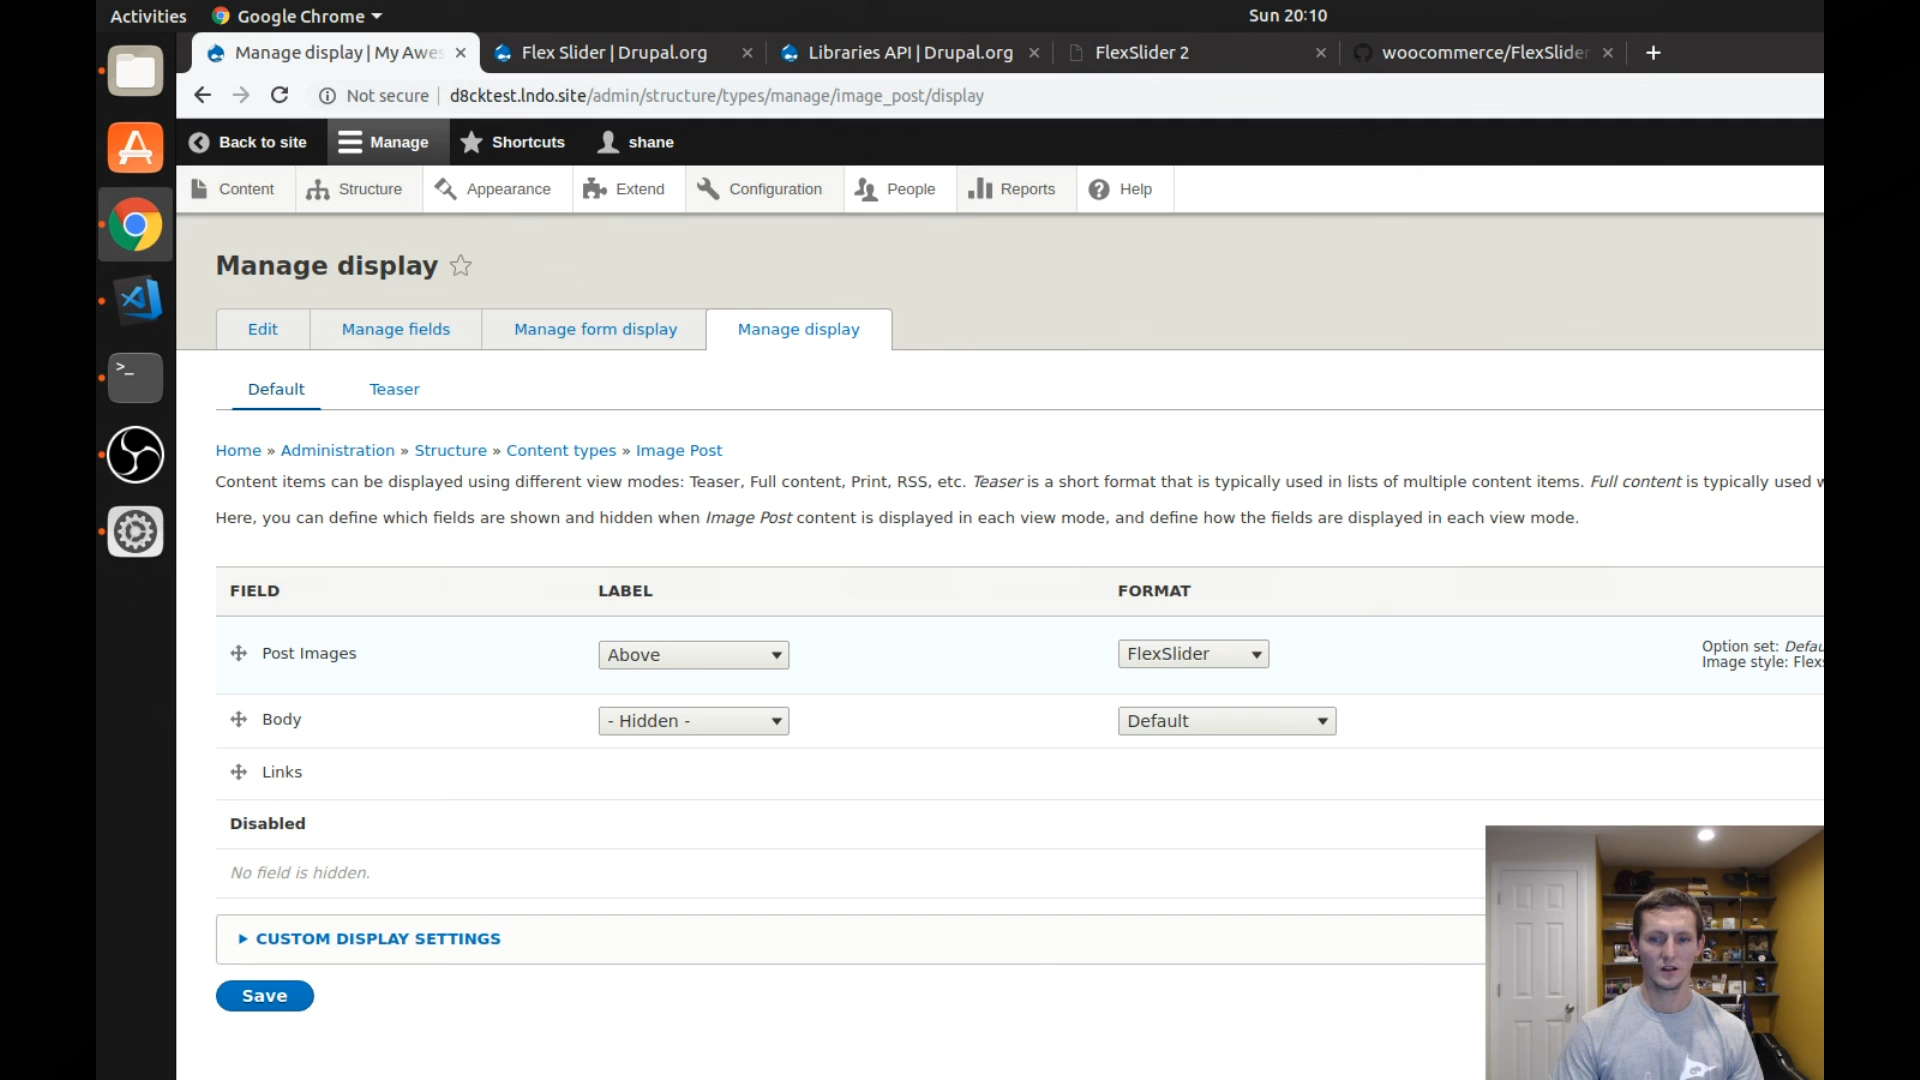 Activities Google Chrome Sun 20:10
Manage display | My Awes Flex Slider | Drupal.org Libraries API | Drupal.org FlexSlider 2 woocommerce/FlexSlider
Not secure d8cktest.lndo.site/admin/structure/types/manage/image_post/display
Back to site Manage Shortcuts shane
Content Structure Appearance Extend Configuration People Reports Help
Manage display
Edit Manage fields Manage form display Manage display
Default Teaser
Home » Administration » Structure » Content types » Image Post
Content items can be displayed using different view modes: Teaser, Full content, Print, RSS, etc. Teaser is a short format that is typically used in lists of multiple content items. Full content is typically used
Here, you can define which fields are shown and hidden when Image Post content is displayed in each view mode, and define how the fields are displayed in each view mode.
FIELD LABEL FORMAT
Post Images Above FlexSlider Option set: Defau
Image style: Flex
Body - Hidden - Default
Links
Disabled
No field is hidden.
CUSTOM DISPLAY SETTINGS
Save